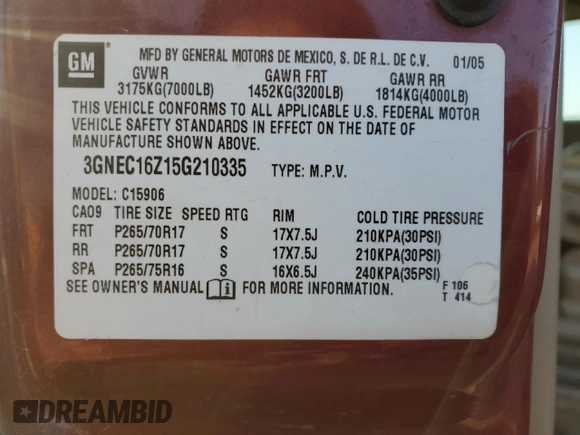 GM
MFD BY GENERAL MOTORS DE MEXICO, S. DE R.L. DE C.V. 01/05
GVWR GAWR FRT GAWR RR
3175KG(7000LB) 1452KG(3200LB) 1814KG(4000LB)
THIS VEHICLE CONFORMS TO ALL APPLICABLE U.S. FEDERAL MOTOR
VEHICLE SAFETY STANDARDS IN EFFECT ON THE DATE OF
MANUFACTURE SHOWN ABOVE.
3GNEC16Z15G210335 TYPE: M.P.V.
MODEL: C15906
CAO9 TIRE SIZE SPEED RTG RIM COLD TIRE PRESSURE
FRT P265/70R17 S 17X7.5J 210KPA(30PSI)
RR P265/70R17 S 17X7.5J 210KPA(30PSI)
SPA P265/75R16 S 16X6.5J 240KPA(35PSI)
SEE OWNER'S MANUAL FOR MORE INFORMATION.
F 106
T 414
DREAMBID